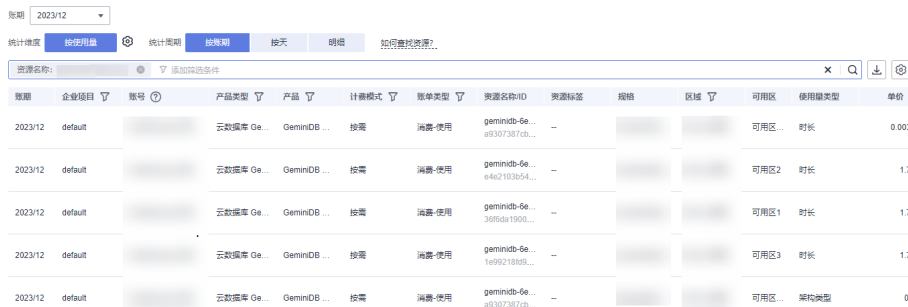 账期 2023/12
统计维度 按使用量 统计周期 按账期 按天 明细 如何查找资源?
资源名称: 添加筛选条件
账期 企业项目 账号 产品类型 产品 计费模式 账单类型 资源名称/ID 资源标签 规格 区域 可用区 使用量类型 单价
2023/12 default 云数据库 Ge... GeminiDB ... 按需 消费-使用 geminidb-6e... -- 可用区... 时长 0.003
a9307387cb...
2023/12 default 云数据库 Ge... GeminiDB ... 按需 消费-使用 geminidb-6e... -- 可用区2 时长 1.7
e4e2103b54...
2023/12 default 云数据库 Ge... GeminiDB ... 按需 消费-使用 geminidb-6e... -- 可用区1 时长 1.7
36f6da1900...
2023/12 default 云数据库 Ge... GeminiDB ... 按需 消费-使用 geminidb-6e... -- 可用区3 时长 1.7
1e99218fd9...
2023/12 default 云数据库 Ge... GeminiDB ... 按需 消费-使用 geminidb-6e... -- 可用区... 架构类型 0
a9307387cb...